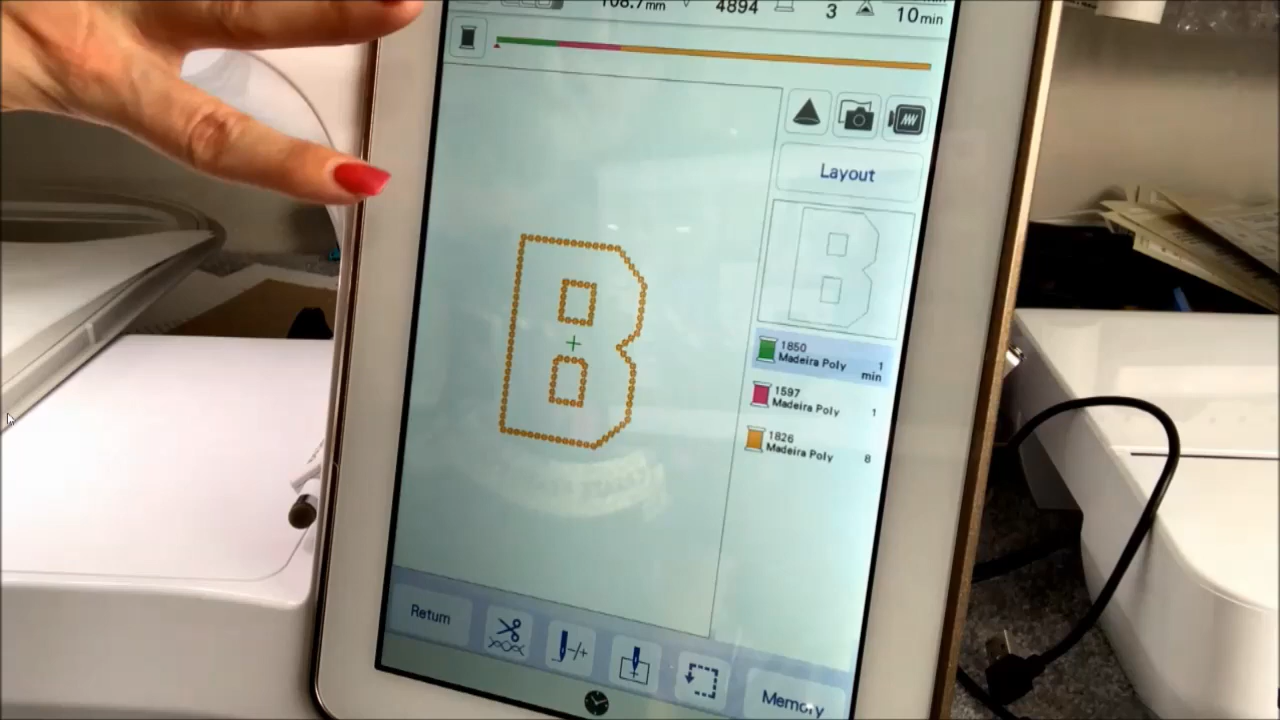 108.7mm 4894 3 10min
Layout
1850
Madeira Poly 1
min
1597
Madeira Poly 1
1826
Madeira Poly 8
Return
-/+
Memory